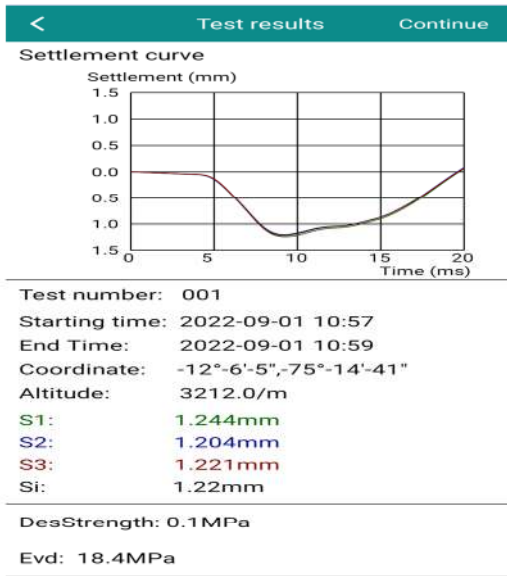 < Test results Continue
Settlement curve
Settlement (mm)
1.5
1.0
0.5
0.0
0.5
1.0
1.5
0 5 10 15 20
Time (ms)
Test number: 001
Starting time: 2022-09-01 10:57
End Time: 2022-09-01 10:59
Coordinate: -12°-6'-5",-75°-14'-41"
Altitude: 3212.0/m
S1: 1.244mm
S2: 1.204mm
S3: 1.221mm
Si: 1.22mm
DesStrength: 0.1MPa
Evd: 18.4MPa